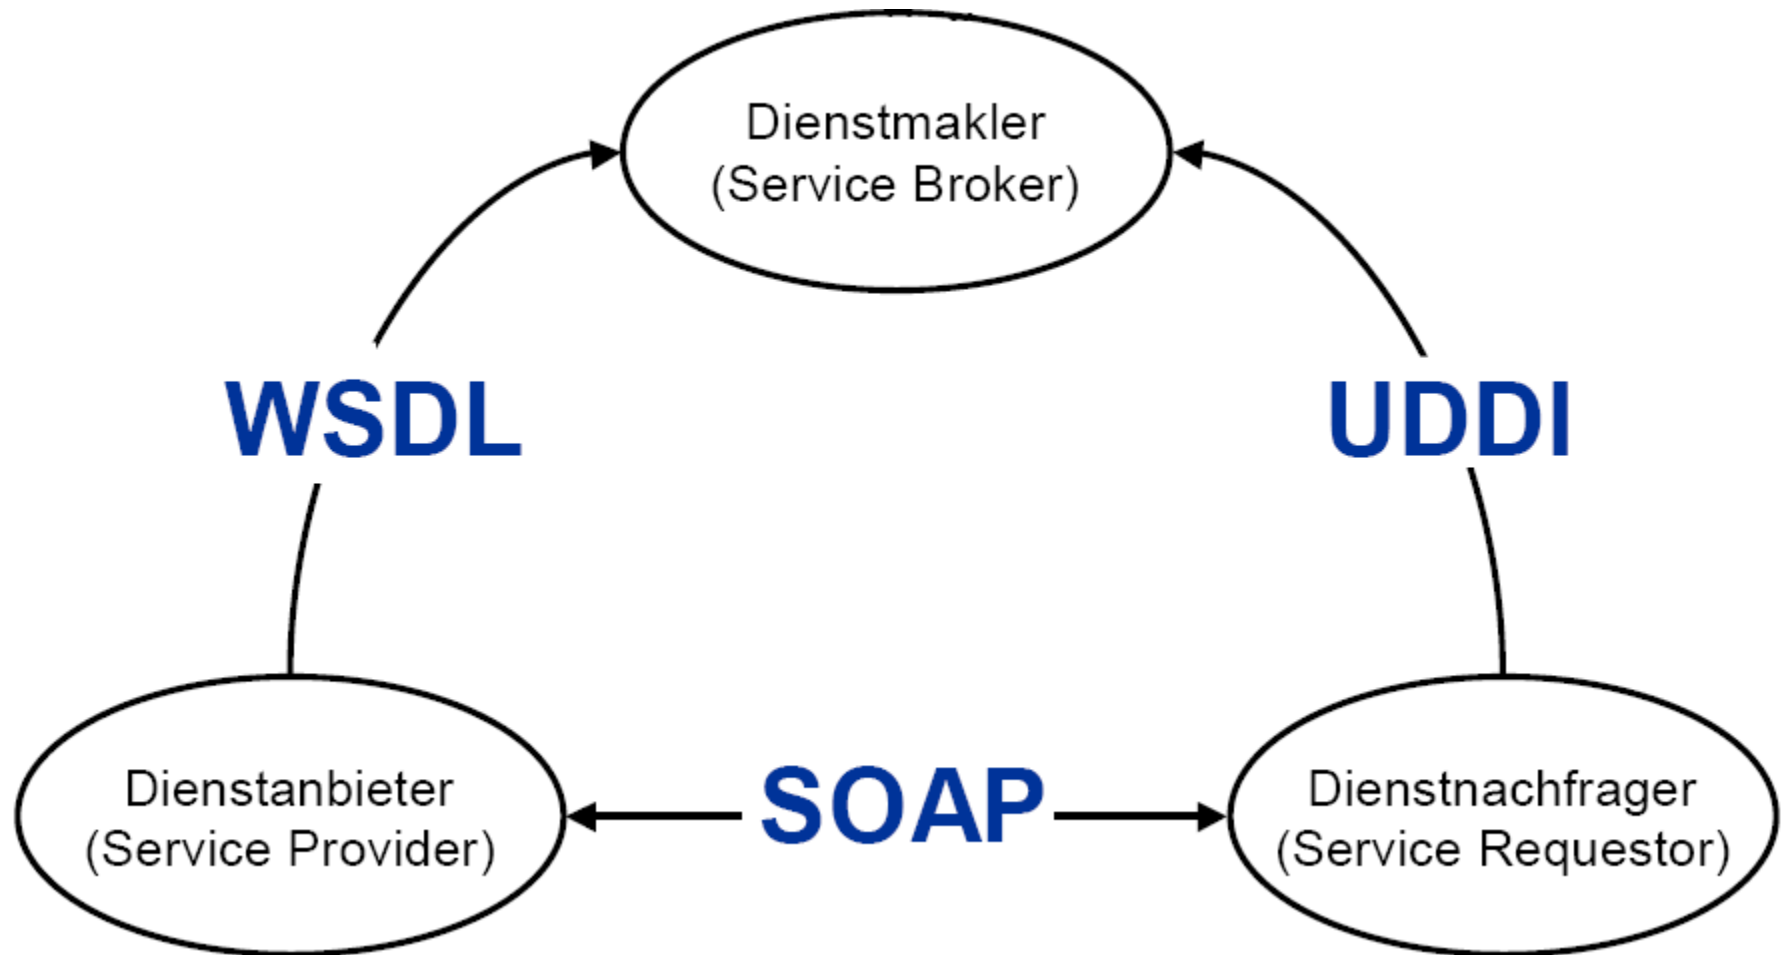 Dienstmakler
(Service Broker)
WSDL
UDDI
Dienstanbieter
(Service Provider)
SOAP
Dienstnachfrager
(Service Requestor)